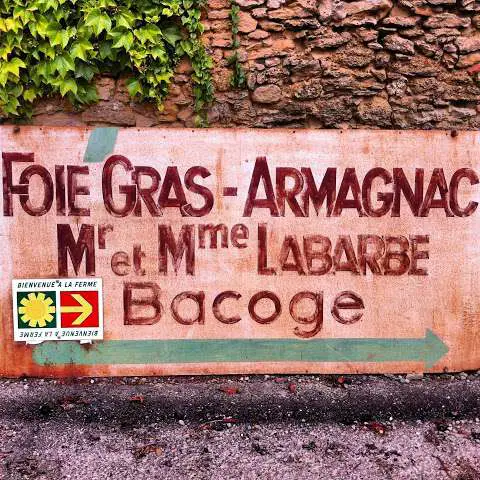 FOIE GRAS - ARMAGNAC
Mr et Mme LABARBE
Bacoge
BIENVENUE A LA FERME
BIENVENUE A LA FERME